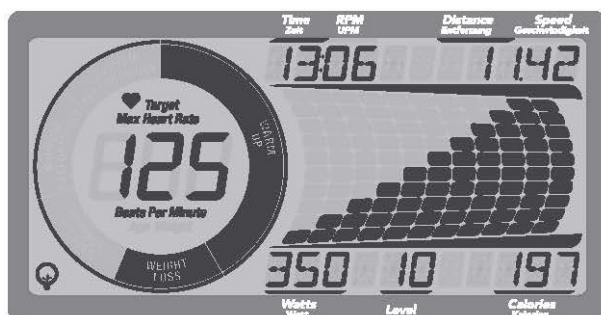 Time RPM Distance Speed
Zeit UPM Entfernung Geschwindigkeit
13:06 11.42
Target
Max Heart Rate
WARM
UP
125
Beats Per Minute
WEIGHT
LOSS
350 10 197
Watts Level Calories
Watt Kalorien